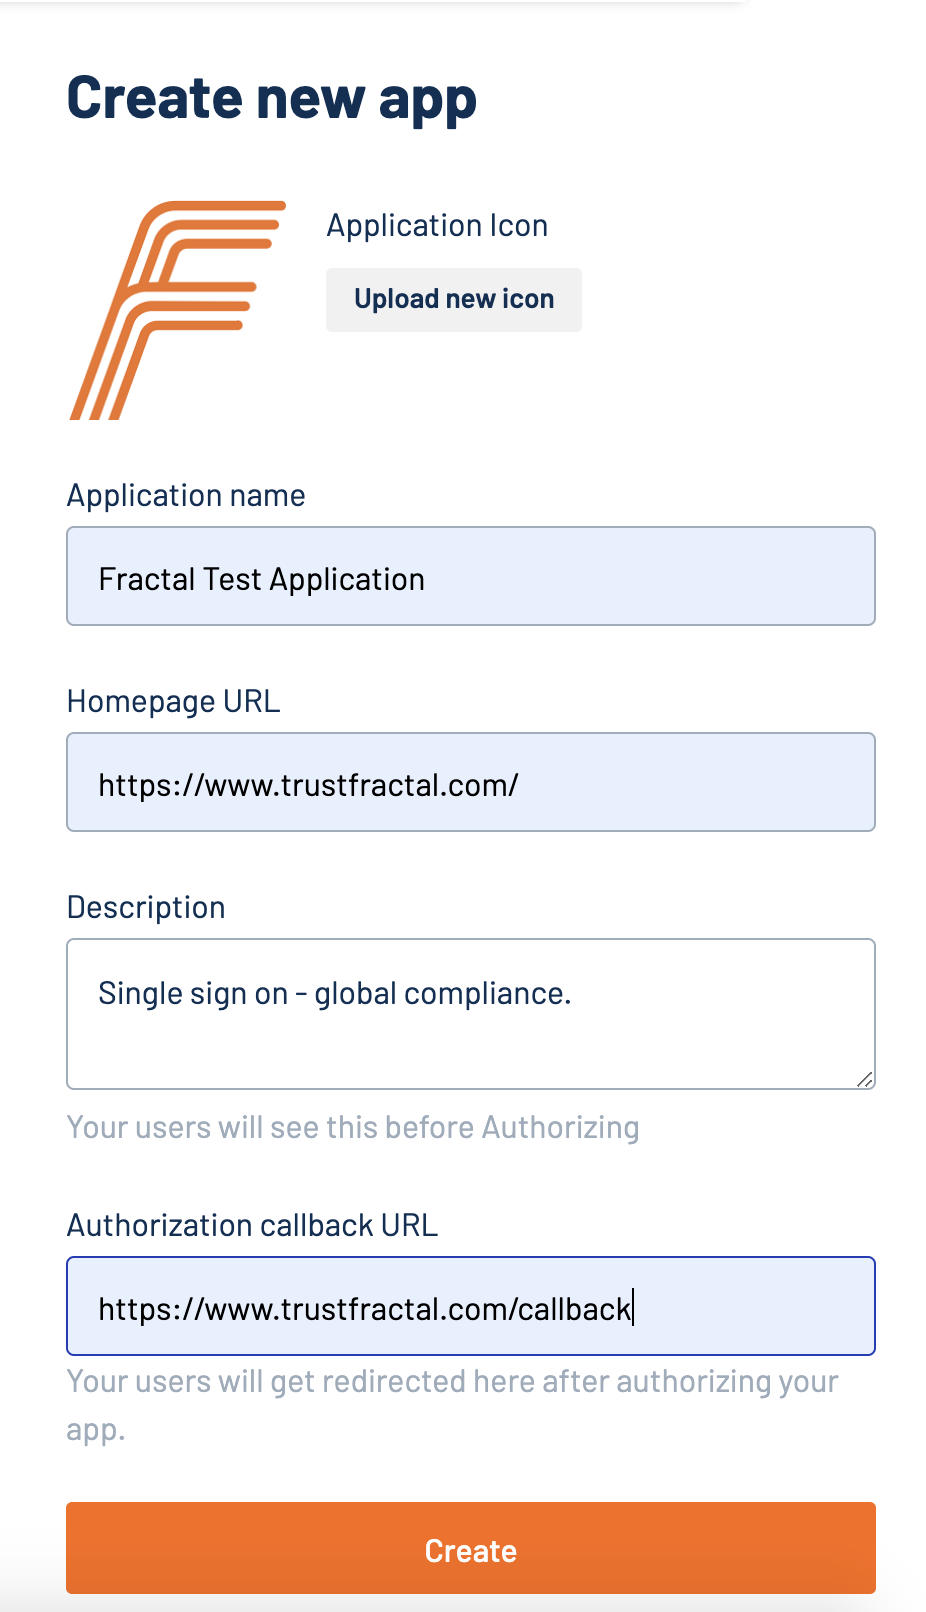 Create new app
Application Icon
Upload new icon
Application name
Fractal Test Application
Homepage URL
https://www.trustfractal.com/
Description
Single sign on - global compliance.
Your users will see this before Authorizing
Authorization callback URL
https://www.trustfractal.com/callback
Your users will get redirected here after authorizing your
app.
Create